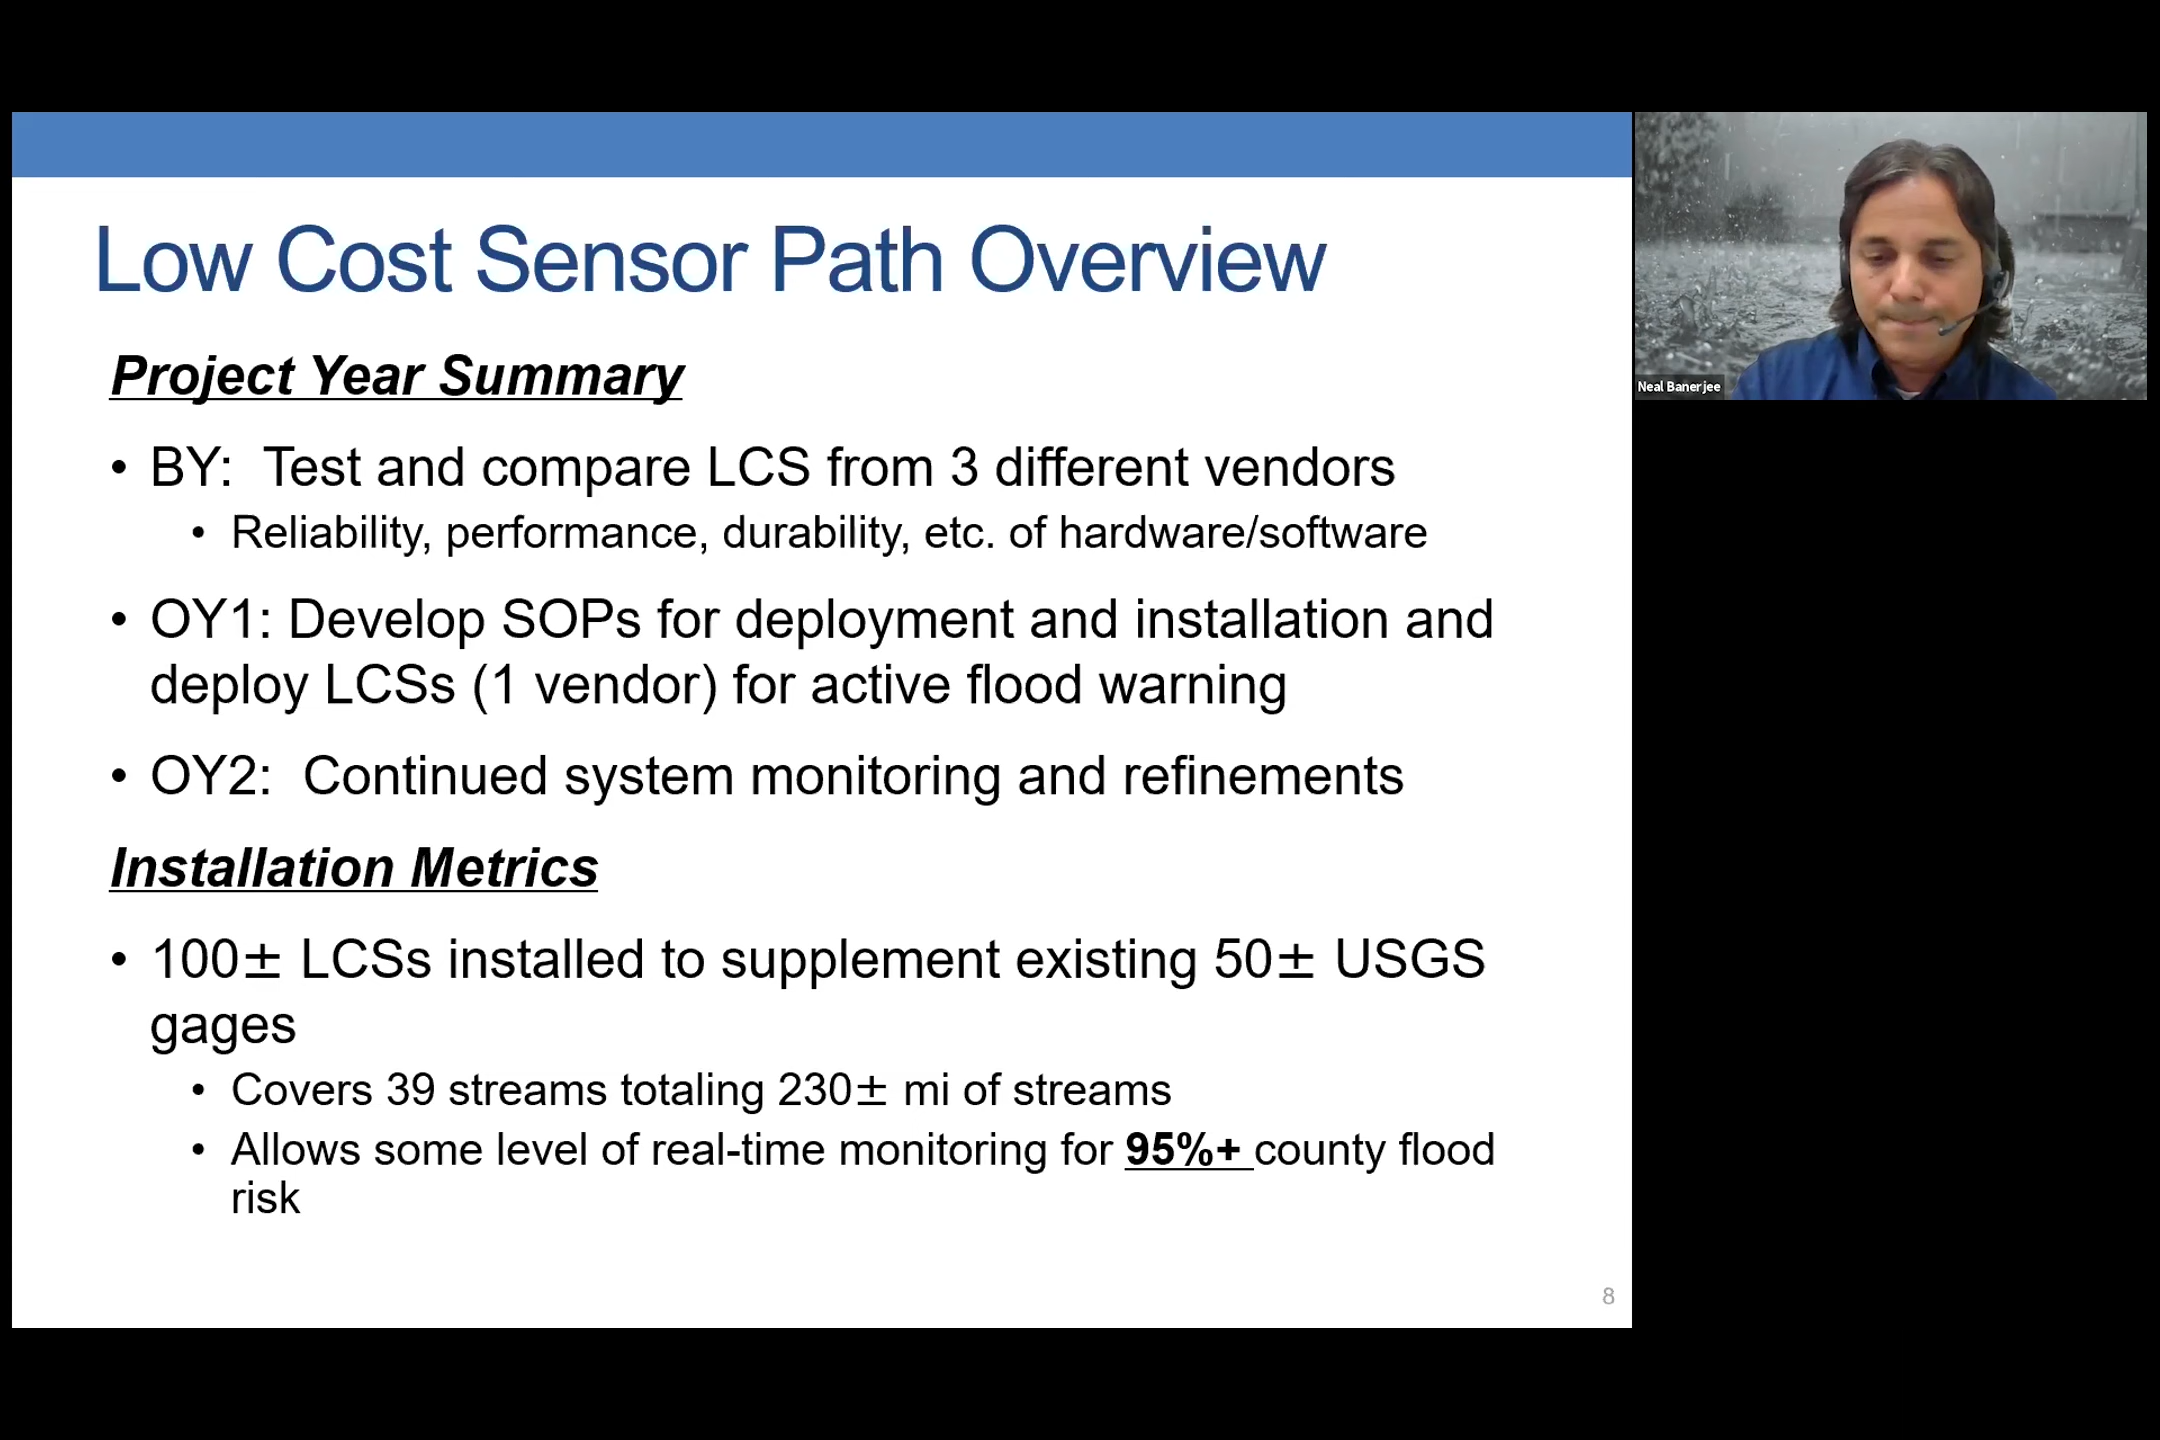 Low Cost Sensor Path Overview
Project Year Summary
• BY:  Test and compare LCS from 3 different vendors
• Reliability, performance, durability, etc. of hardware/software
• OY1: Develop SOPs for deployment and installation and
deploy LCSs (1 vendor) for active flood warning
• OY2:  Continued system monitoring and refinements
Installation Metrics
• 100± LCSs installed to supplement existing 50± USGS
gages
• Covers 39 streams totaling 230± mi of streams
• Allows some level of real-time monitoring for 95%+ county flood
risk
8
Neal Banerjee